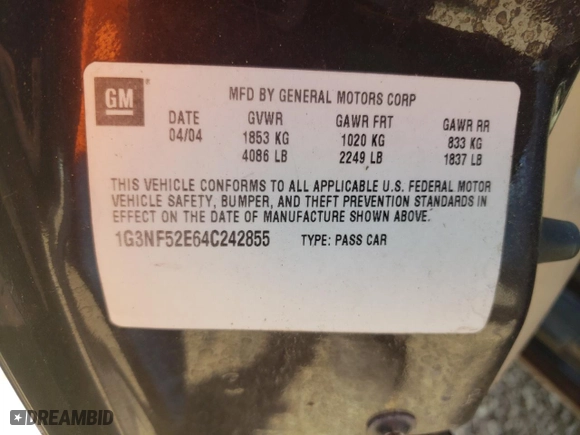 GM
MFD BY GENERAL MOTORS CORP
DATE GVWR GAWR FRT GAWR RR
04/04 1853 KG 1020 KG 833 KG
4086 LB 2249 LB 1837 LB
THIS VEHICLE CONFORMS TO ALL APPLICABLE U.S. FEDERAL MOTOR
VEHICLE SAFETY, BUMPER, AND THEFT PREVENTION STANDARDS IN
EFFECT ON THE DATE OF MANUFACTURE SHOWN ABOVE.
1G3NF52E64C242855 TYPE: PASS CAR
DREAMBID